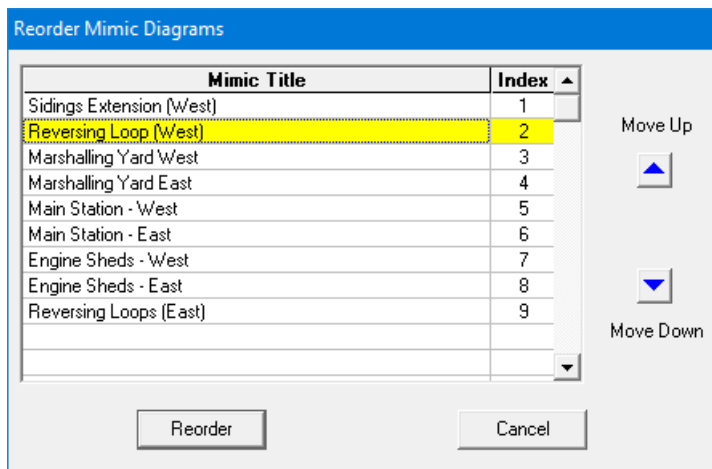 Reorder Mimic Diagrams
Mimic Title Index
Sidings Extension (West) 1
Reversing Loop (West) 2
Marshalling Yard West 3
Marshalling Yard East 4
Main Station - West 5
Main Station - East 6
Engine Sheds - West 7
Engine Sheds - East 8
Reversing Loops (East) 9
Move Up
Move Down
Reorder Cancel